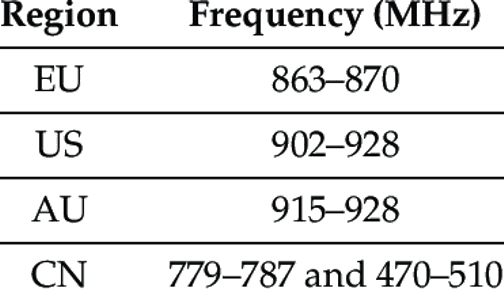 Region Frequency (MHz)
EU 863–870
US 902–928
AU 915–928
CN 779–787 and 470–510